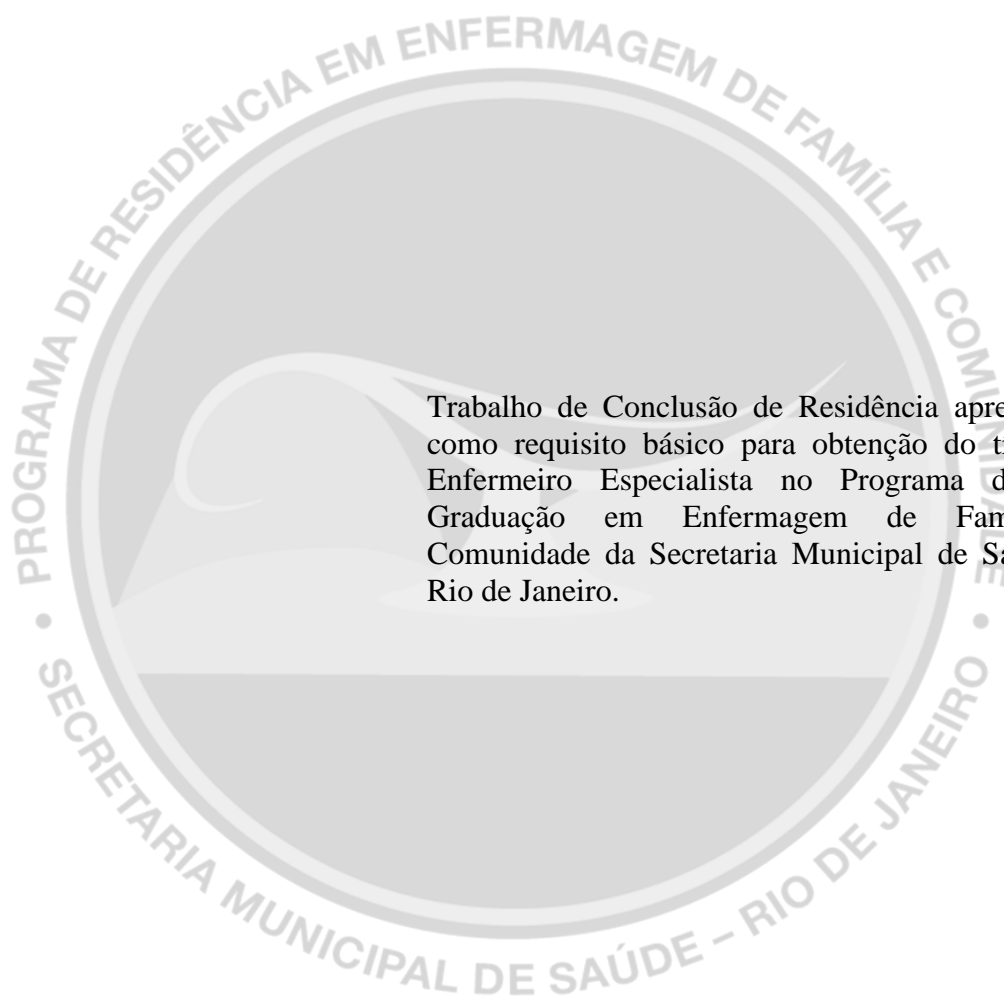 PROGRAMA DE RESIDÊNCIA EM ENFERMAGEM DE FAMÍLIA E COMUNIDADE
Trabalho de Conclusão de Residência
como requisito básico para obtenção do
Enfermeiro Especialista no Programa
Graduação em Enfermagem de
Comunidade da Secretaria Municipal de
Rio de Janeiro.
• SECRETARIA MUNICIPAL DE SAÚDE – RIO DE JANEIRO •